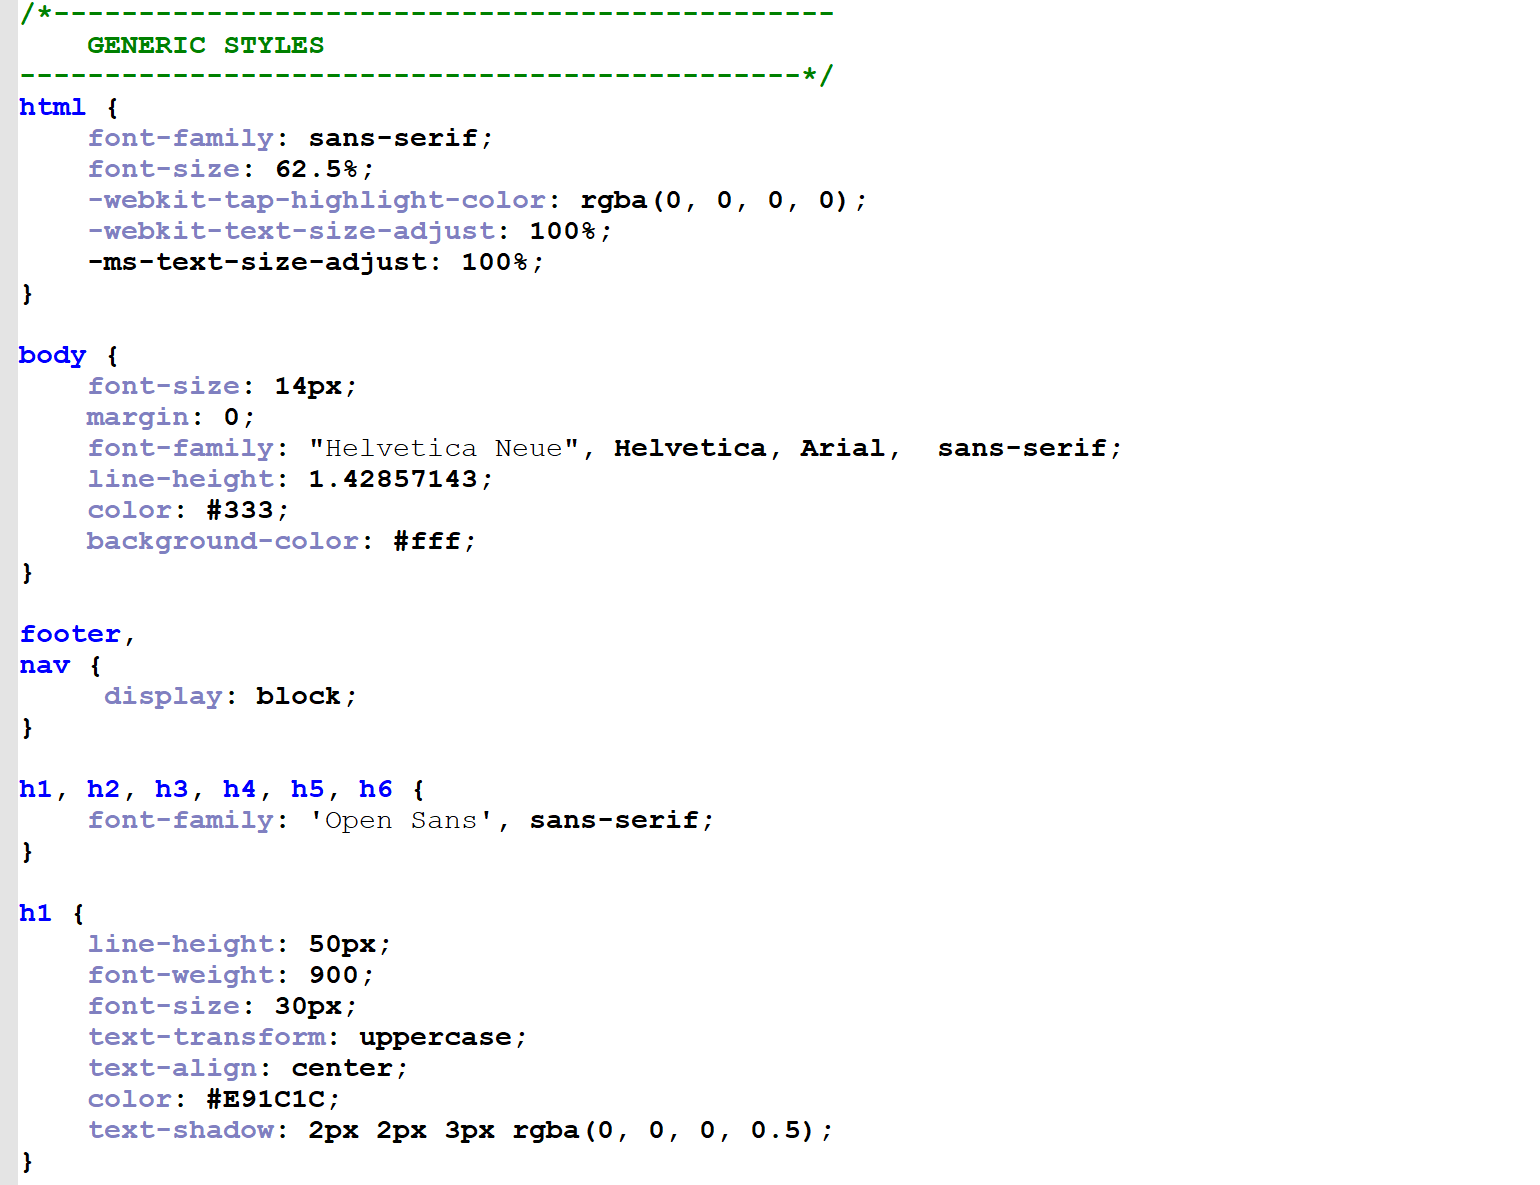 /*----------------------------------------------
    GENERIC STYLES
----------------------------------------------*/
html {
    font-family: sans-serif;
    font-size: 62.5%;
    -webkit-tap-highlight-color: rgba(0, 0, 0, 0);
    -webkit-text-size-adjust: 100%;
    -ms-text-size-adjust: 100%;
}

body {
    font-size: 14px;
    margin: 0;
    font-family: "Helvetica Neue", Helvetica, Arial,  sans-serif;
    line-height: 1.42857143;
    color: #333;
    background-color: #fff;
}

footer,
nav {
     display: block;
}

h1, h2, h3, h4, h5, h6 {
    font-family: 'Open Sans', sans-serif;
}

h1 {
    line-height: 50px;
    font-weight: 900;
    font-size: 30px;
    text-transform: uppercase;
    text-align: center;
    color: #E91C1C;
    text-shadow: 2px 2px 3px rgba(0, 0, 0, 0.5);
}